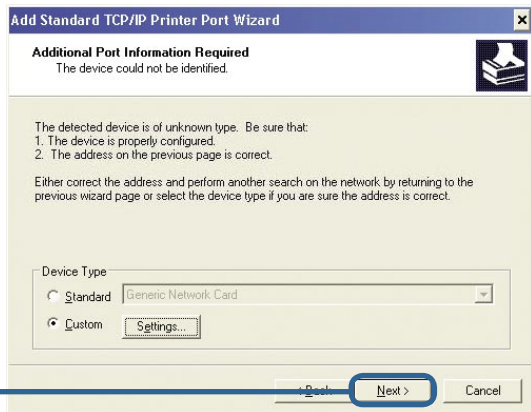 Add Standard TCP/IP Printer Port Wizard
Additional Port Information Required
The device could not be identified.
The detected device is of unknown type. Be sure that:
1. The device is properly configured.
2. The address on the previous page is correct.
Either correct the address and perform another search on the network by returning to the
previous wizard page or select the device type if you are sure the address is correct.
Device Type
Standard Generic Network Card
Custom Settings...
< Back Next > Cancel